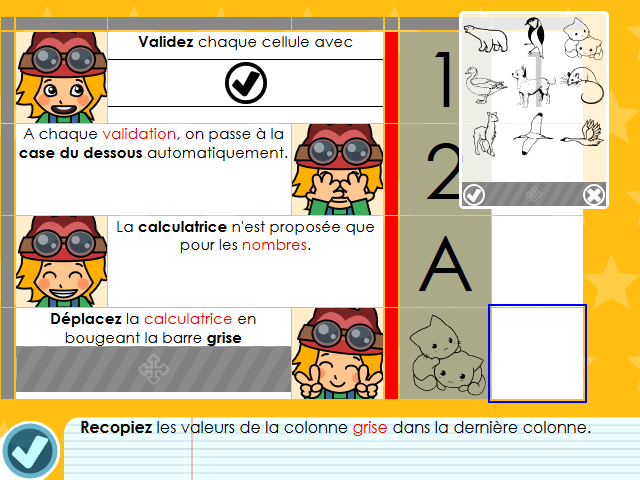 Validez chaque cellule avec
A chaque validation, on passe à la
case du dessous automatiquement.
La calculatrice n'est proposée que
pour les nombres.
Déplacez la calculatrice en
bougeant la barre grise
1
2
A
Recopiez les valeurs de la colonne grise dans la dernière colonne.